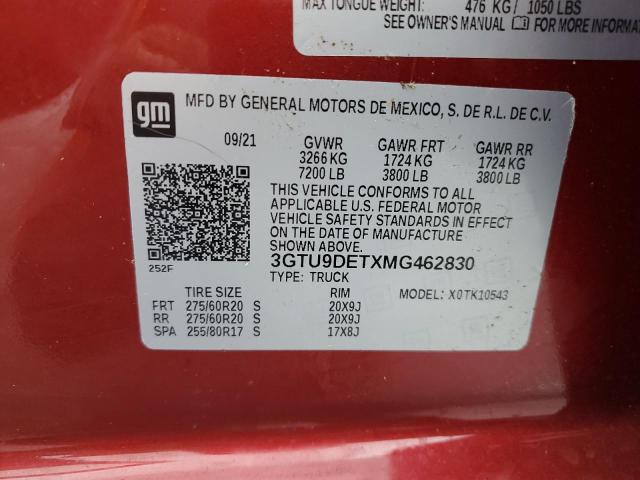 MAX TONGUE WEIGHT: 476 KG/ 1050 LBS
SEE OWNER'S MANUAL FOR MORE INFORMA
gm MFD BY GENERAL MOTORS DE MEXICO, S. DE R.L. DE C.V.
09/21 GVWR GAWR FRT GAWR RR
3266 KG 1724 KG 1724 KG
7200 LB 3800 LB 3800 LB
THIS VEHICLE CONFORMS TO ALL
APPLICABLE U.S. FEDERAL MOTOR
VEHICLE SAFETY STANDARDS IN EFFECT
ON THE DATE OF MANUFACTURE
SHOWN ABOVE.
252F 3GTU9DETXMG462830
TYPE: TRUCK MODEL: X0TK10543
TIRE SIZE RIM
FRT 275/60R20 S 20X9J
RR 275/60R20 S 20X9J
SPA 255/80R17 S 17X8J